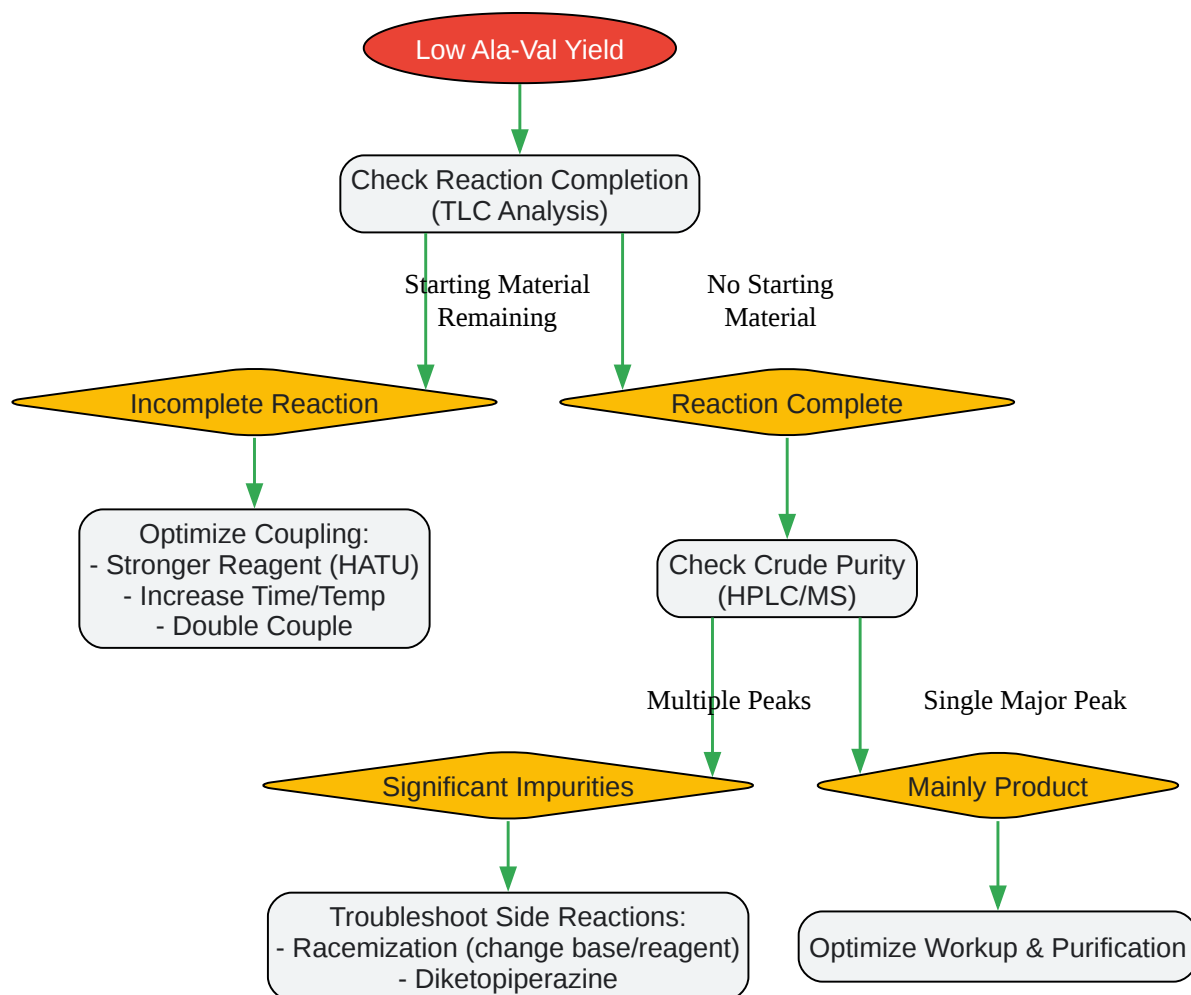 Low Ala-Val Yield
Check Reaction Completion
(TLC Analysis)
Starting Material
Remaining
No Starting
Material
Incomplete Reaction
Reaction Complete
Optimize Coupling:
- Stronger Reagent (HATU)
- Increase Time/Temp
- Double Couple
Check Crude Purity
(HPLC/MS)
Multiple Peaks
Single Major Peak
Significant Impurities
Mainly Product
Troubleshoot Side Reactions:
- Racemization (change base/reagent)
- Diketopiperazine
Optimize Workup & Purification